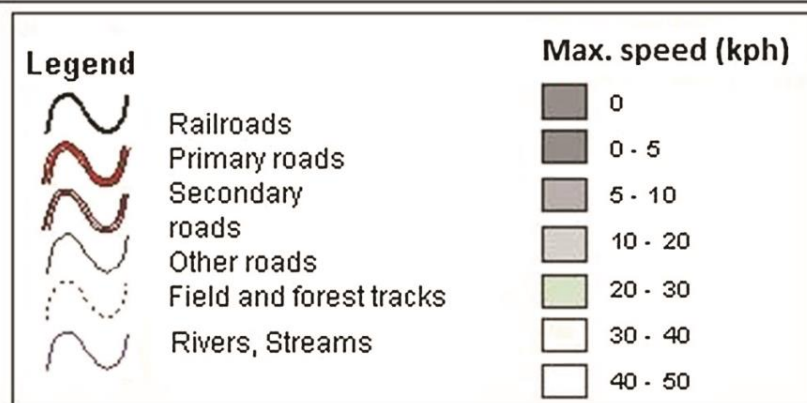 Legend
Railroads
Primary roads
Secondary
roads
Other roads
Field and forest tracks
Rivers, Streams
Max. speed (kph)
0
0 - 5
5 - 10
10 - 20
20 - 30
30 - 40
40 - 50